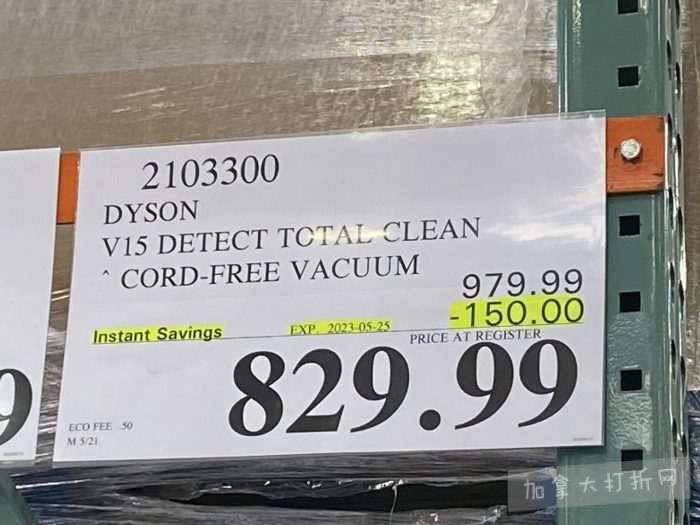 2103300
DYSON
V15 DETECT TOTAL CLEAN
^ CORD-FREE VACUUM
979.99
-150.00
Instant Savings EXP. 2023-05-25
PRICE AT REGISTER
829.99
ECO FEE .50
M 5/21
9
加拿大打折网